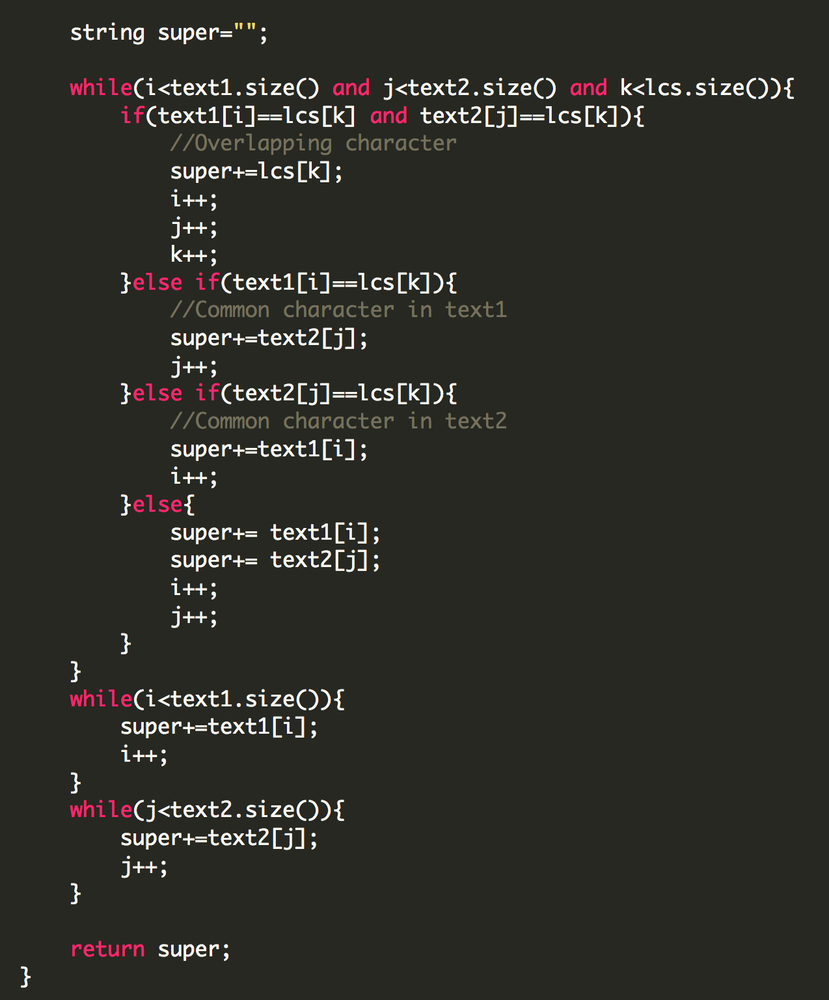 string super="";
while(i<text1.size() and j<text2.size() and k<lcs.size()){
if(text1[i]==lcs[k] and text2[j]==lcs[k]){
//Overlapping character
super+=lcs[k];
i++;
j++;
k++;
}else if(text1[i]==lcs[k]){
//Common character in text1
super+=text2[j];
j++;
}else if(text2[j]==lcs[k]){
//Common character in text2
super+=text1[i];
i++;
}else{
super+= text1[i];
super+= text2[j];
i++;
j++;
}
}
while(i<text1.size()){
super+=text1[i];
i++;
}
while(j<text2.size()){
super+=text2[j];
j++;
}
return super;
}